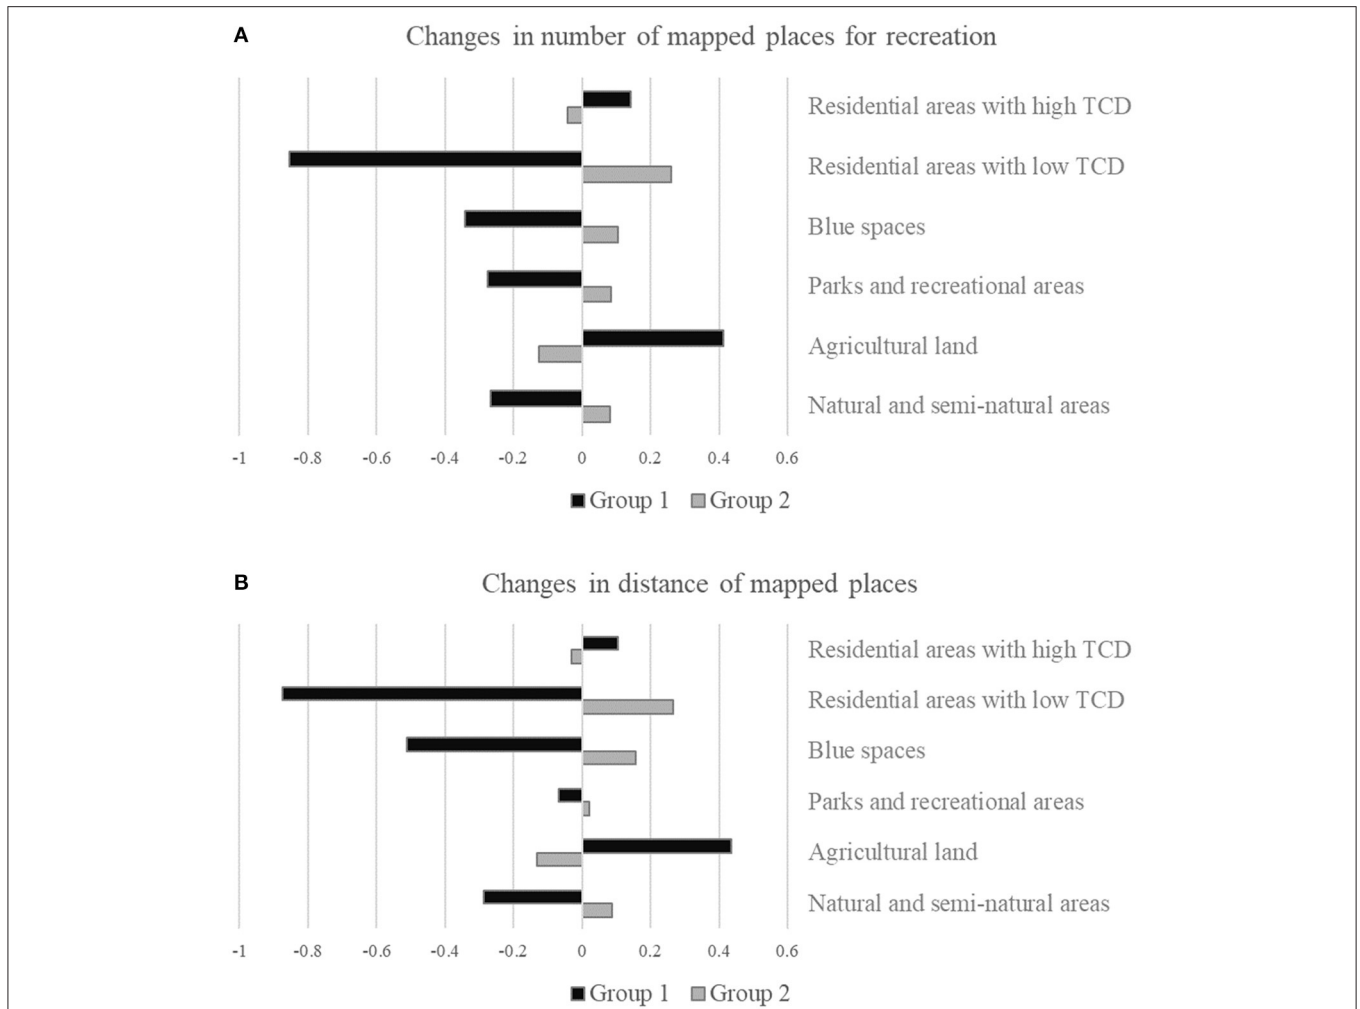 A
Changes in number of mapped places for recreation
Residential areas with high TCD
Residential areas with low TCD
Blue spaces
Parks and recreational areas
Agricultural land
Natural and semi-natural areas
-1 -0.8 -0.6 -0.4 -0.2 0 0.2 0.4 0.6
Group 1 Group 2
B
Changes in distance of mapped places
Residential areas with high TCD
Residential areas with low TCD
Blue spaces
Parks and recreational areas
Agricultural land
Natural and semi-natural areas
-1 -0.8 -0.6 -0.4 -0.2 0 0.2 0.4 0.6
Group 1 Group 2